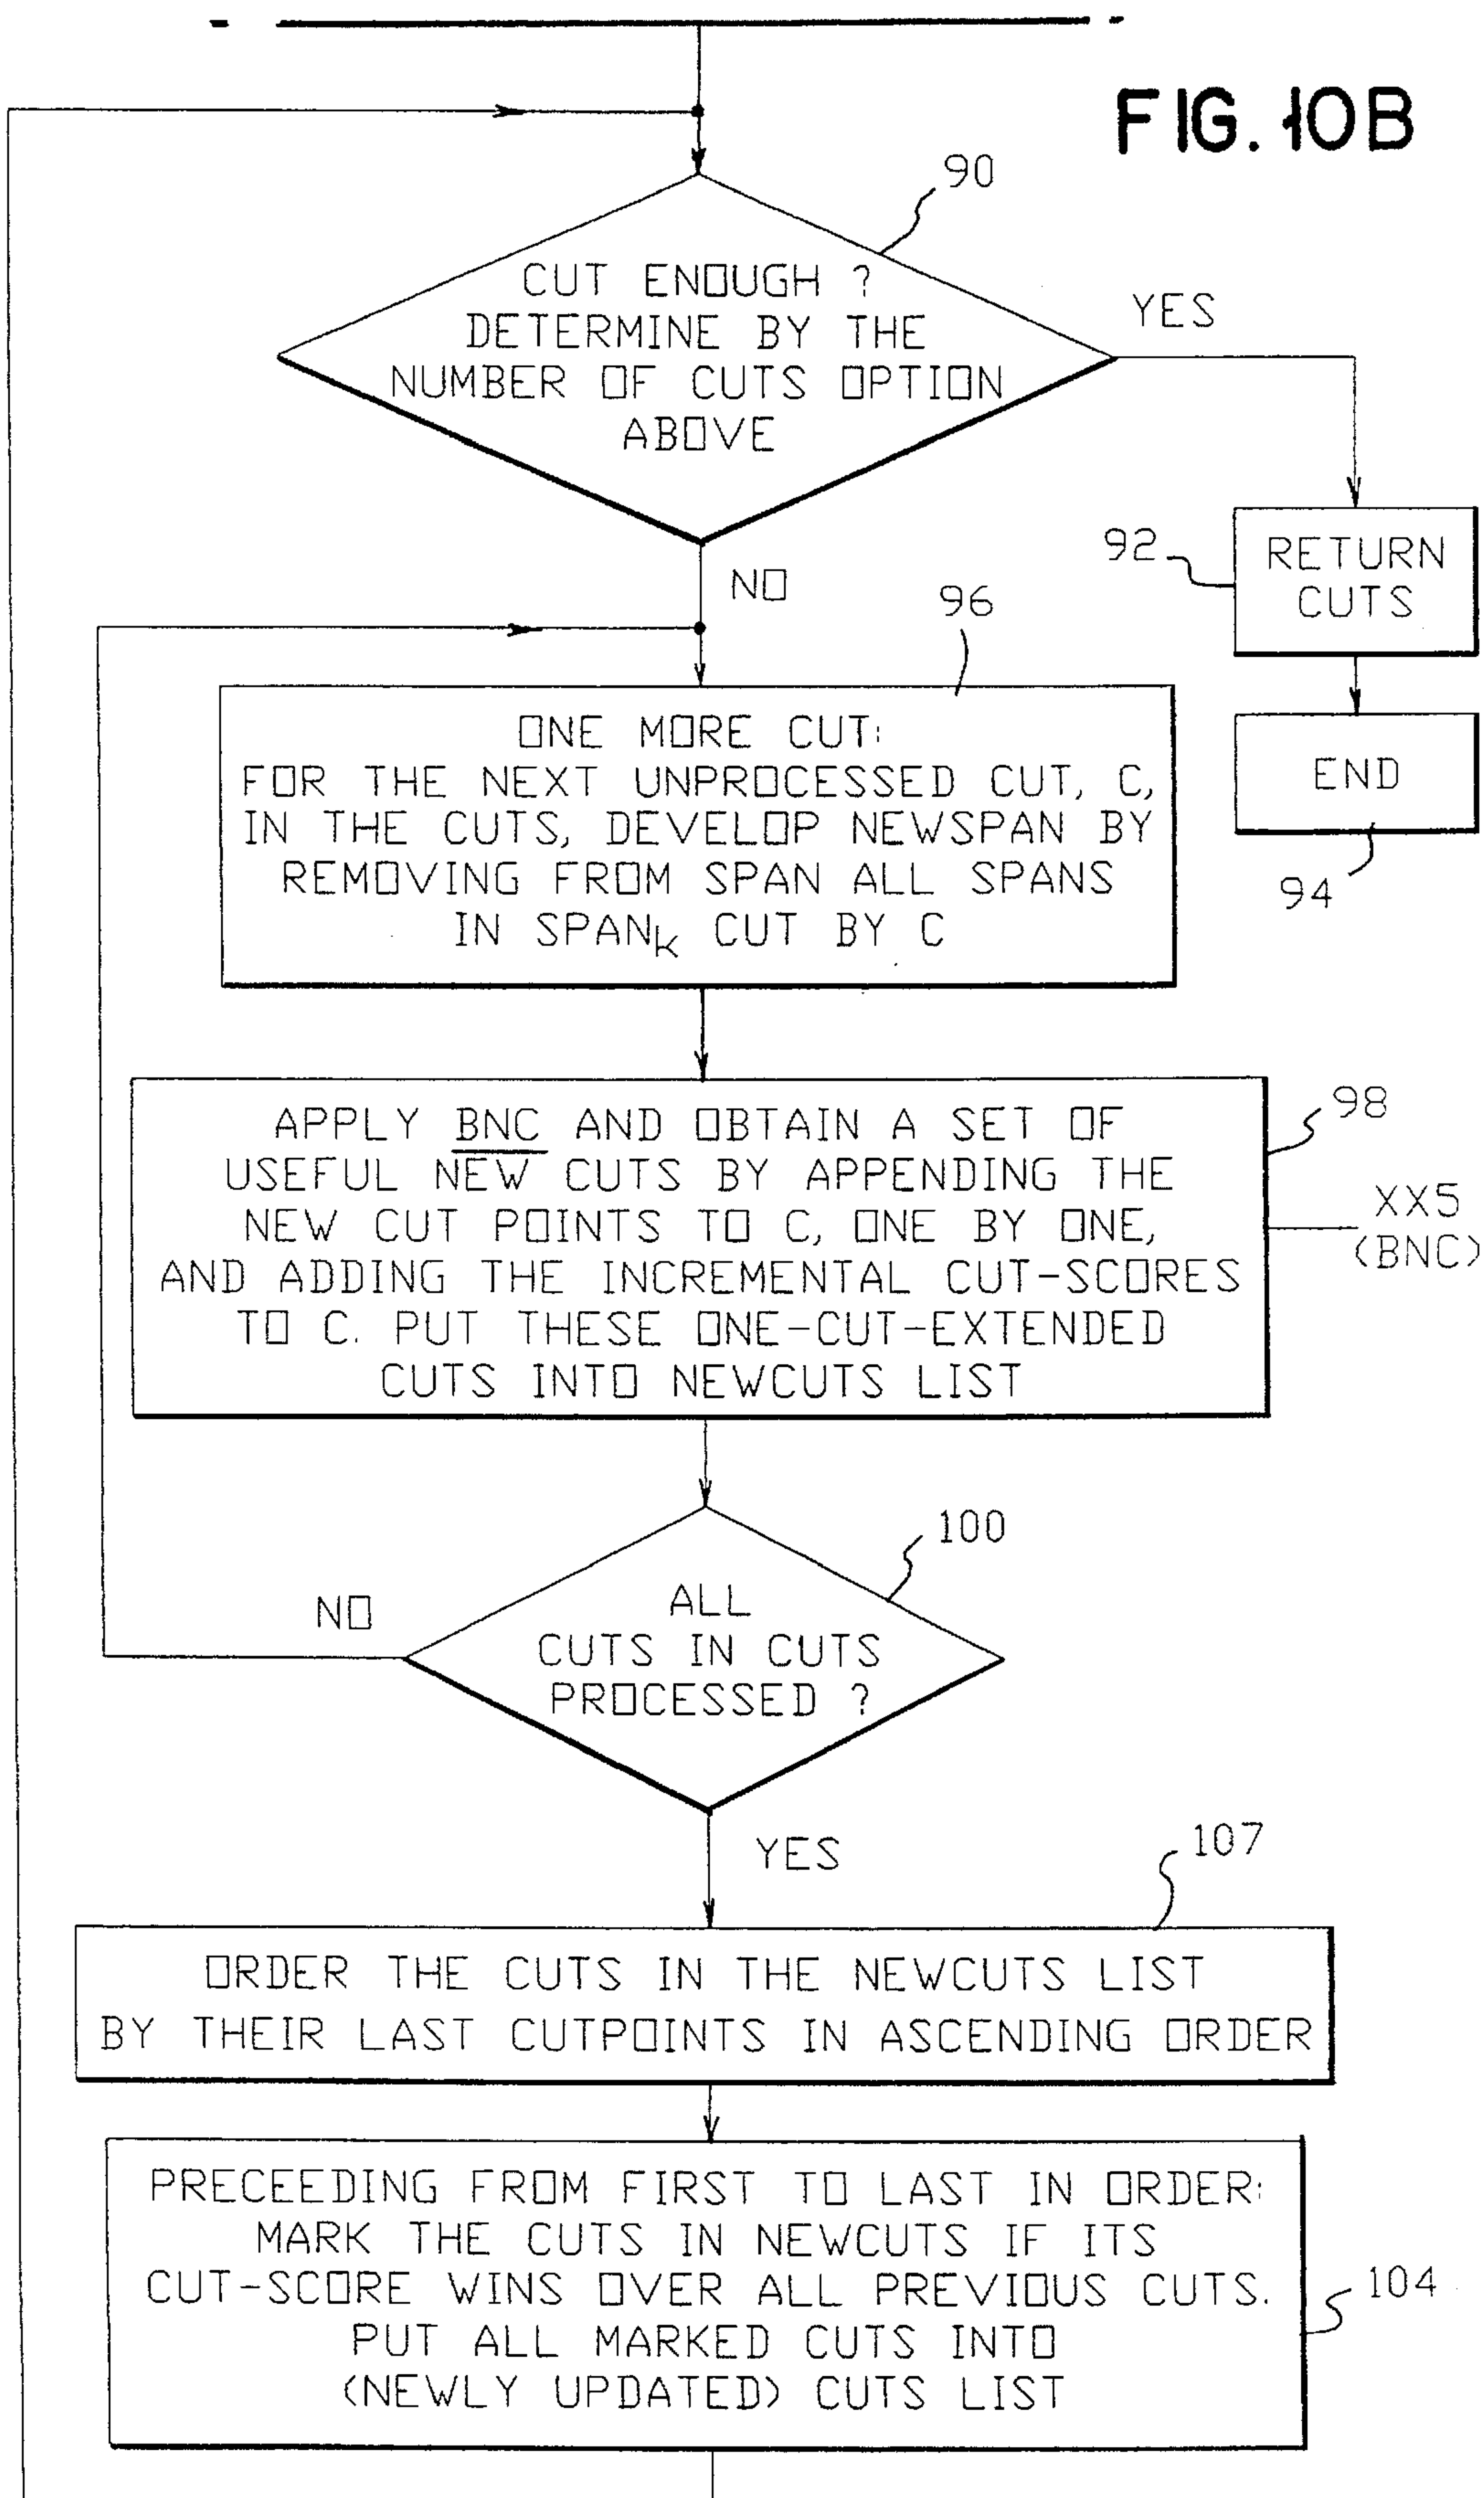 FIG. 10B
90
CUT ENOUGH ?
DETERMINE BY THE
NUMBER OF CUTS OPTION
ABOVE
YES
NO
92
RETURN
CUTS
END
94
96
ONE MORE CUT:
FOR THE NEXT UNPROCESSED CUT, C,
IN THE CUTS, DEVELOP NEWSPAN BY
REMOVING FROM SPAN ALL SPANS
IN SPANK CUT BY C
98
APPLY BNC AND OBTAIN A SET OF
USEFUL NEW CUTS BY APPENDING THE
NEW CUT POINTS TO C, ONE BY ONE,
AND ADDING THE INCREMENTAL CUT-SCORES
TO C. PUT THESE ONE-CUT-EXTENDED
CUTS INTO NEWCUTS LIST
XX5
(BNC)
100
ALL
CUTS IN CUTS
PROCESSED ?
NO
YES
107
ORDER THE CUTS IN THE NEWCUTS LIST
BY THEIR LAST CUTPOINTS IN ASCENDING ORDER
PRECEEDING FROM FIRST TO LAST IN ORDER:
MARK THE CUTS IN NEWCUTS IF ITS
CUT-SCORE WINS OVER ALL PREVIOUS CUTS.
PUT ALL MARKED CUTS INTO
(NEWLY UPDATED) CUTS LIST
104